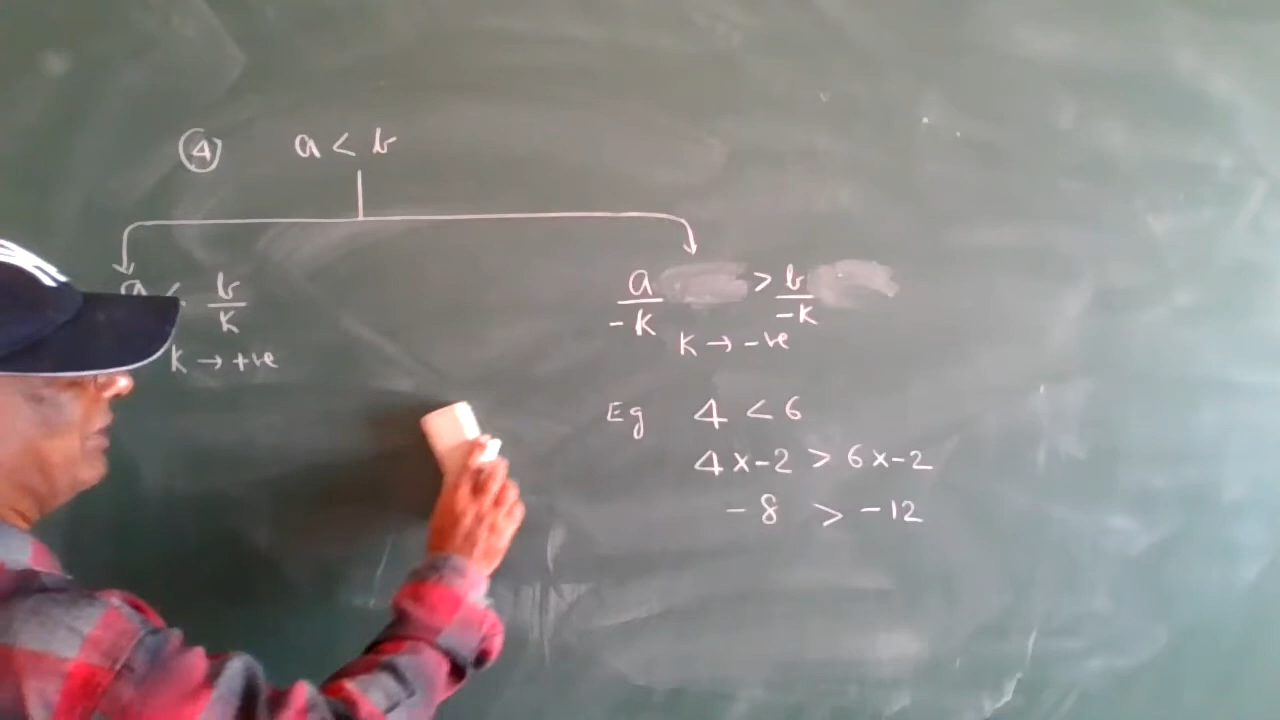 ④ a < b
a < b
K
K → +ve
a > b
-K -K
K → -ve
Eg 4 < 6
4 x -2 > 6 x -2
-8 > -12